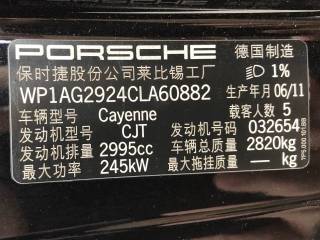 PORSCHE 德国制造
保时捷股份公司莱比锡工厂 1%
WP1AG2924CLA60882 生产年月 06/11
车辆型号 Cayenne 载客人数 5
发动机型号 CJT 发动机号 032654
发动机排量 2995cc 最大总质量 2820kg
最大功率 245kW 最大拖挂质量 — kg